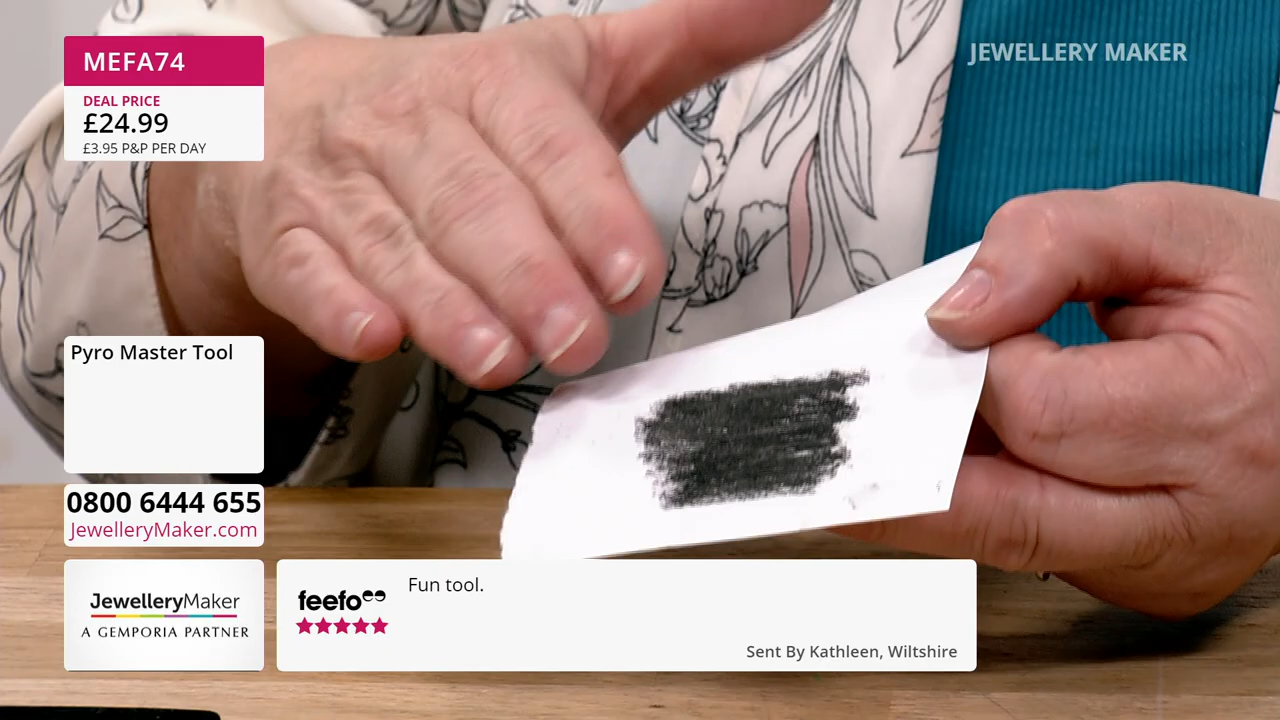 MEFA74
DEAL PRICE
£24.99
£3.95 P&P PER DAY
JEWELLERY MAKER
Pyro Master Tool
0800 6444 655
JewelleryMaker.com
JewelleryMaker
A GEMPORIA PARTNER
feefo
Fun tool.
Sent By Kathleen, Wiltshire